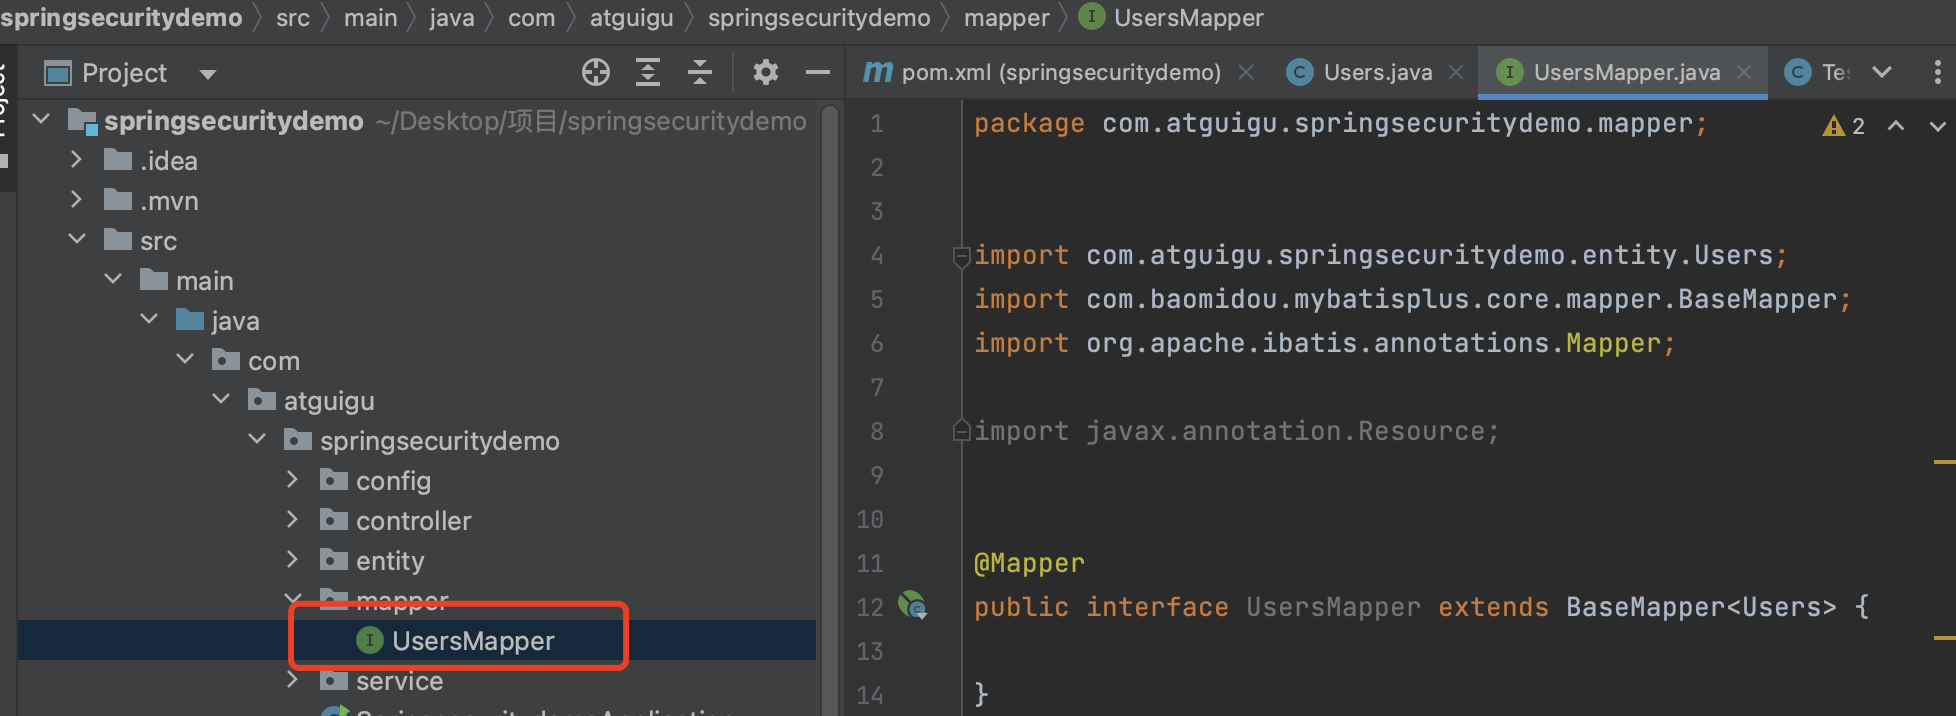 springsecuritydemo 〉 src 〉 main 〉 java 〉 com 〉 atguigu 〉 springsecuritydemo 〉 mapper 〉 I UsersMapper
Project
Project
m pom.xml (springsecuritydemo)
C Users.java
I UsersMapper.java
C Te
springsecuritydemo ~/Desktop/项目/springsecuritydemo
.idea
.mvn
src
main
java
com
atguigu
springsecuritydemo
config
controller
entity
mapper
I UsersMapper
service
SpringsecuritydemoApplication
1 package com.atguigu.springsecuritydemo.mapper;
2
2
3
4 import com.atguigu.springsecuritydemo.entity.Users;
5 import com.baomidou.mybatisplus.core.mapper.BaseMapper;
6 import org.apache.ibatis.annotations.Mapper;
7
8 import javax.annotation.Resource;
9
10
11 @Mapper
12 public interface UsersMapper extends BaseMapper<Users> {
13
14 }